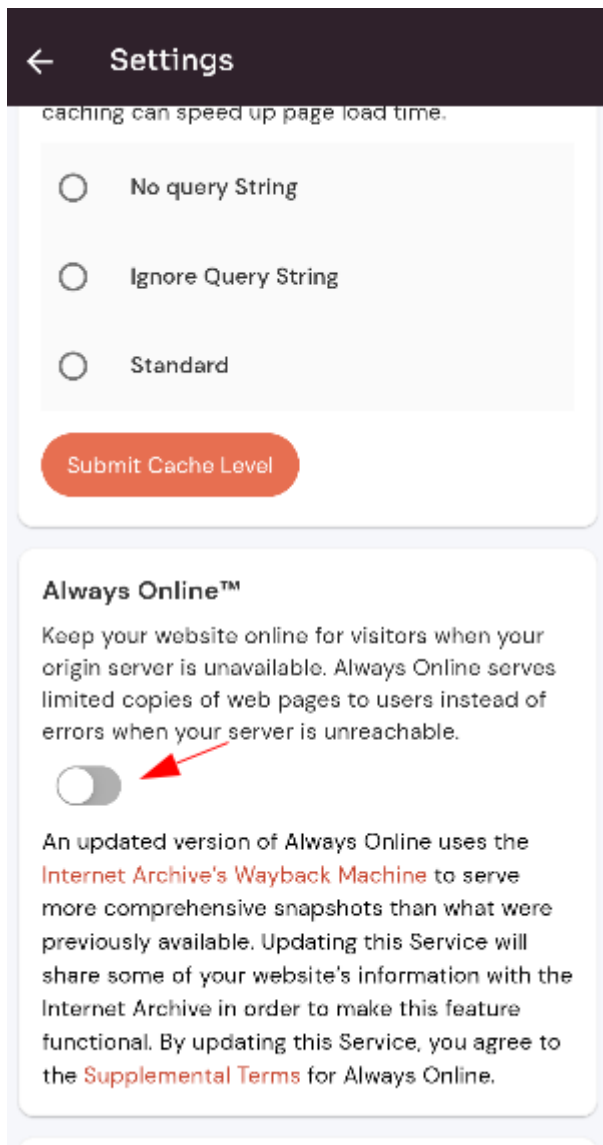 Settings
caching can speed up page load time.
No query String
Ignore Query String
Standard
Submit Cache Level
Always Online™
Keep your website online for visitors when your
origin server is unavailable. Always Online serves
limited copies of web pages to users instead of
errors when your server is unreachable.
An updated version of Always Online uses the
Internet Archive's Wayback Machine to serve
more comprehensive snapshots than what were
previously available. Updating this Service will
share some of your website's information with the
Internet Archive in order to make this feature
functional. By updating this Service, you agree to
the Supplemental Terms for Always Online.